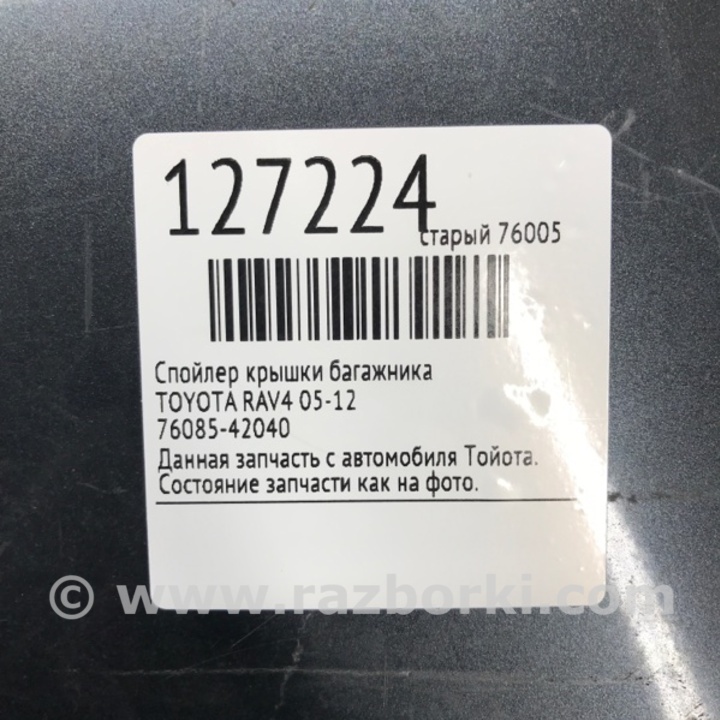 127224
старый 76005
Спойлер крышки багажника
TOYOTA RAV4 05-12
76085-42040
Данная запчасть с автомобиля Тойота.
Состояние запчасти как на фото.
© www.razborki.com